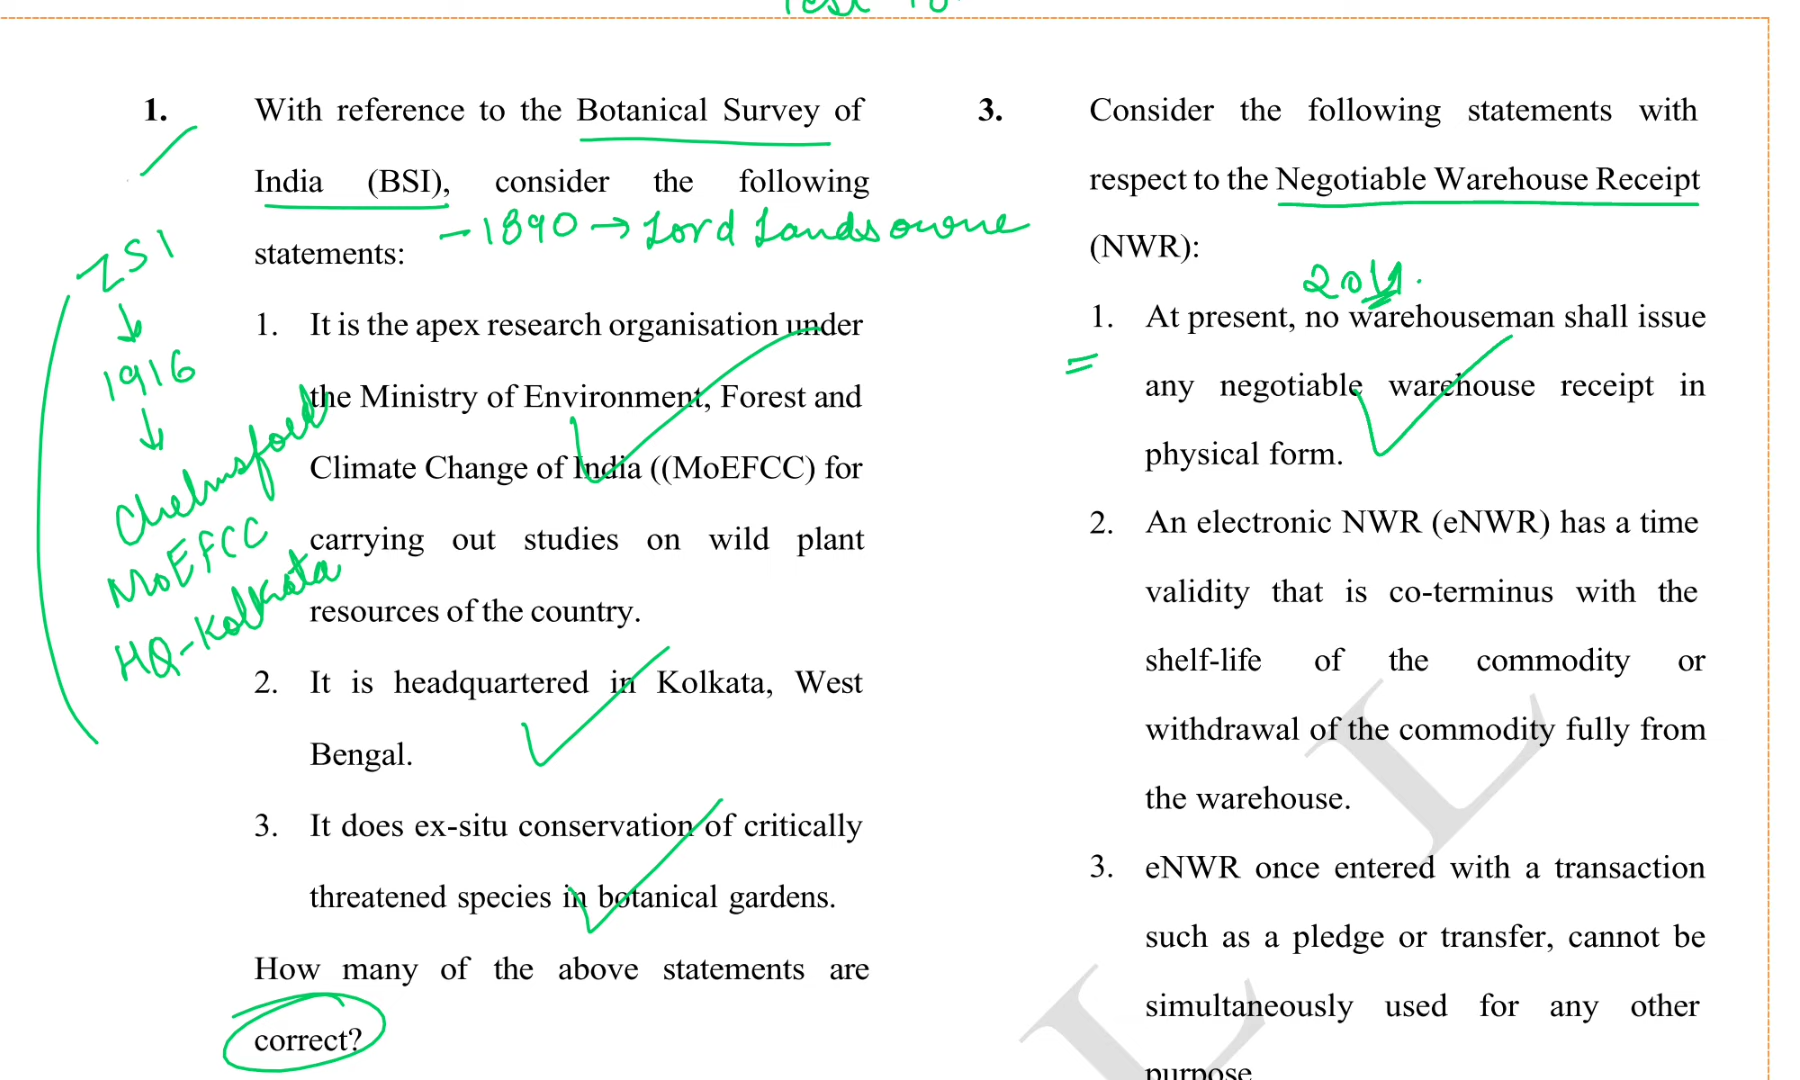 1.
With reference to the Botanical Survey of
India (BSI), consider the following
- 1890 → Lord Landsowne
statements:
1. It is the apex research organisation under
the Ministry of Environment, Forest and
Climate Change of India ((MoEFCC) for
carrying out studies on wild plant
resources of the country.
2. It is headquartered in Kolkata, West
Bengal.
3. It does ex-situ conservation of critically
threatened species in botanical gardens.
How many of the above statements are
correct?
ZSI
↓
1916
↓
Chelmsford
MoEFCC
HQ-Kolkata
3.
Consider the following statements with
respect to the Negotiable Warehouse Receipt
(NWR):
1. At present, no warehouseman shall issue
any negotiable warehouse receipt in
physical form.
2. An electronic NWR (eNWR) has a time
validity that is co-terminus with the
shelf-life of the commodity or
withdrawal of the commodity fully from
the warehouse.
3. eNWR once entered with a transaction
such as a pledge or transfer, cannot be
simultaneously used for any other
purpose